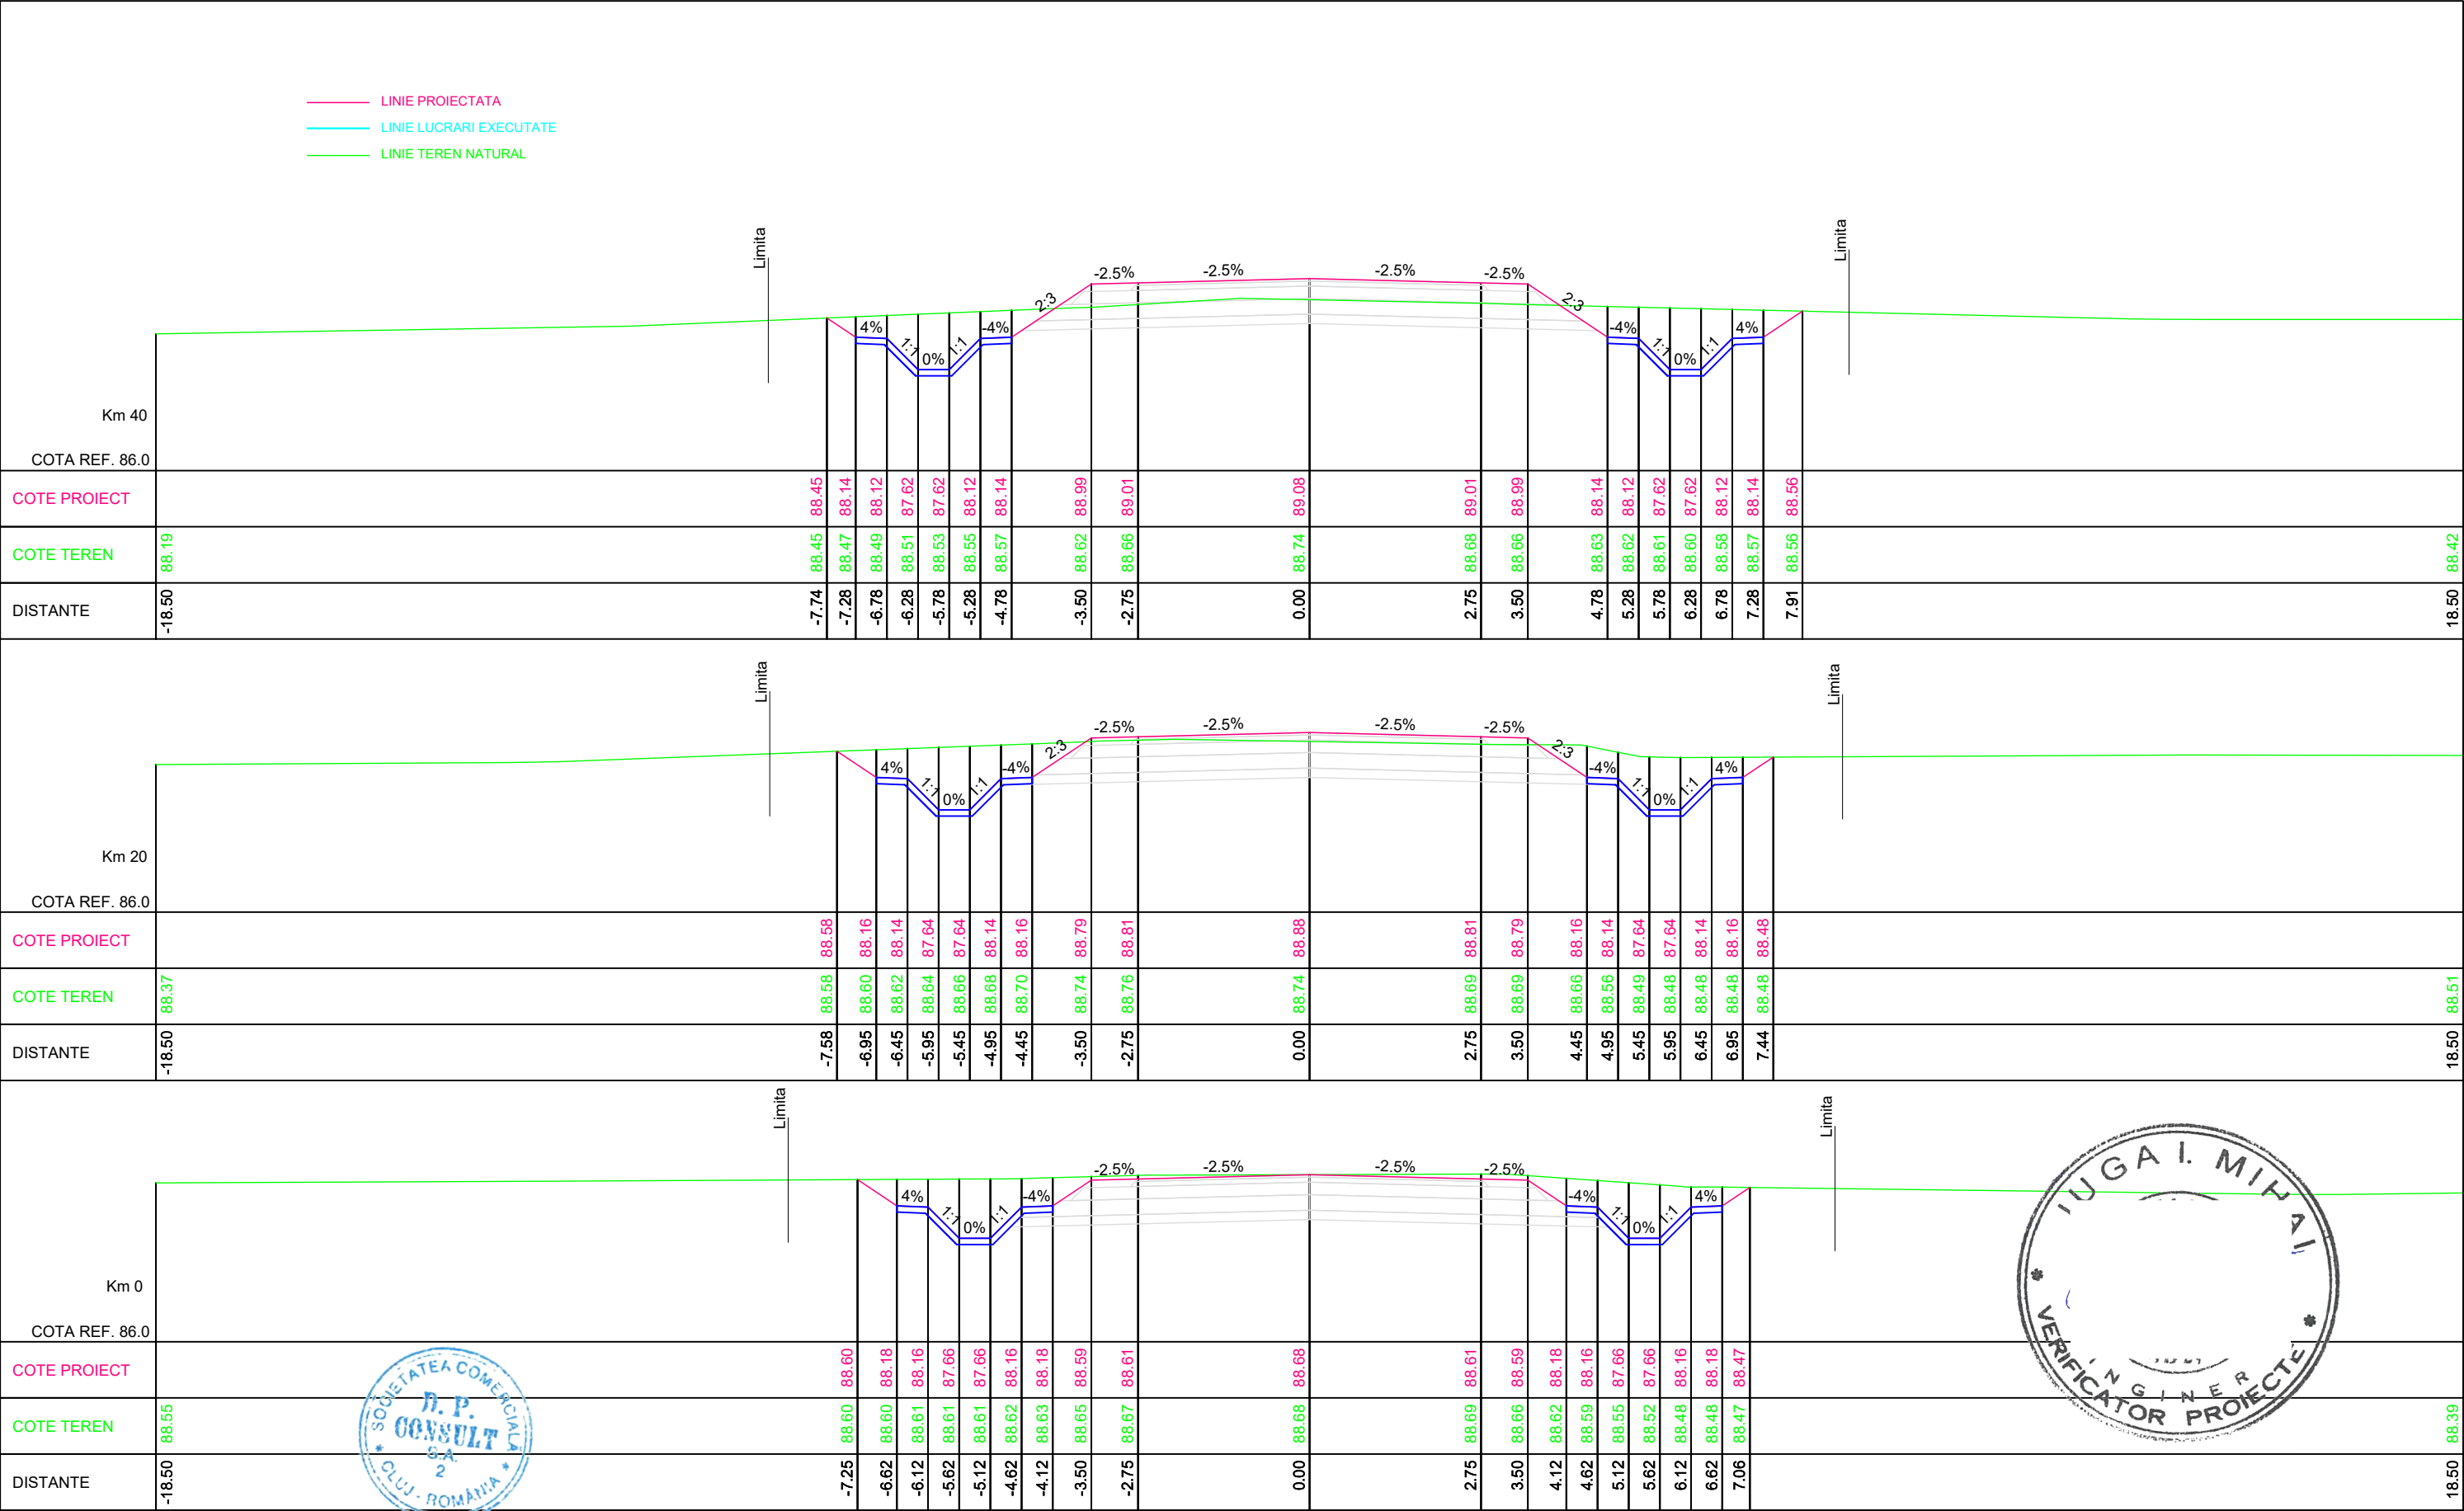 LINIE PROIECTATA
LINIE LUCRARI EXECUTATE
LINIE TEREN NATURAL
Limita
Limita
-2.5% -2.5% -2.5% -2.5%
2:3 2:3
4% -4% -4% 4%
1:1 0% 1:1 1:1 0% 1:1
Km 40
COTA REF. 86.0
COTE PROIECT 88.45 88.14 88.12 87.62 87.62 88.12 88.14 88.99 89.01 89.08 89.01 88.99 88.14 88.12 87.62 87.62 88.12 88.14 88.56
COTE TEREN 88.19 88.45 88.47 88.49 88.51 88.53 88.55 88.57 88.62 88.66 88.74 88.68 88.66 88.63 88.62 88.61 88.60 88.58 88.57 88.56 88.42
DISTANTE -18.50 -7.74 -7.28 -6.78 -6.28 -5.78 -5.28 -4.78 -3.50 -2.75 0.00 2.75 3.50 4.78 5.28 5.78 6.28 6.78 7.28 7.91 18.50
Limita
Limita
-2.5% -2.5% -2.5% -2.5%
2:3 2:3
4% -4% -4% 4%
1:1 0% 1:1 1:1 0% 1:1
Km 20
COTA REF. 86.0
COTE PROIECT 88.58 88.16 88.14 87.64 87.64 88.14 88.16 88.79 88.81 88.88 88.81 88.79 88.16 88.14 87.64 87.64 88.14 88.16 88.48
COTE TEREN 88.37 88.58 88.60 88.62 88.64 88.66 88.68 88.70 88.74 88.76 88.74 88.69 88.69 88.66 88.56 88.49 88.48 88.48 88.48 88.48 88.51
DISTANTE -18.50 -7.58 -6.95 -6.45 -5.95 -5.45 -4.95 -4.45 -3.50 -2.75 0.00 2.75 3.50 4.45 4.95 5.45 5.95 6.45 6.95 7.44 18.50
Limita
Limita
-2.5% -2.5% -2.5% -2.5%
4% -4% -4% 4%
1:1 0% 1:1 1:1 0% 1:1
Km 0
COTA REF. 86.0
COTE PROIECT 88.60 88.18 88.16 87.66 87.66 88.16 88.18 88.59 88.61 88.68 88.61 88.59 88.18 88.16 87.66 87.66 88.16 88.18 88.47
COTE TEREN 88.55 88.60 88.60 88.61 88.61 88.61 88.62 88.63 88.65 88.67 88.68 88.69 88.66 88.62 88.59 88.55 88.52 88.48 88.48 88.47 88.39
DISTANTE -18.50 -7.25 -6.62 -6.12 -5.62 -5.12 -4.62 -4.12 -3.50 -2.75 0.00 2.75 3.50 4.12 4.62 5.12 5.62 6.12 6.62 7.06 18.50
SOCIETATEA COMERCIALĂ
D. P.
CONSULT
S.A.
2
* CLUJ - ROMÂNIA *
IUGA I. MIHAI
* VERIFICATOR PROIECTE *